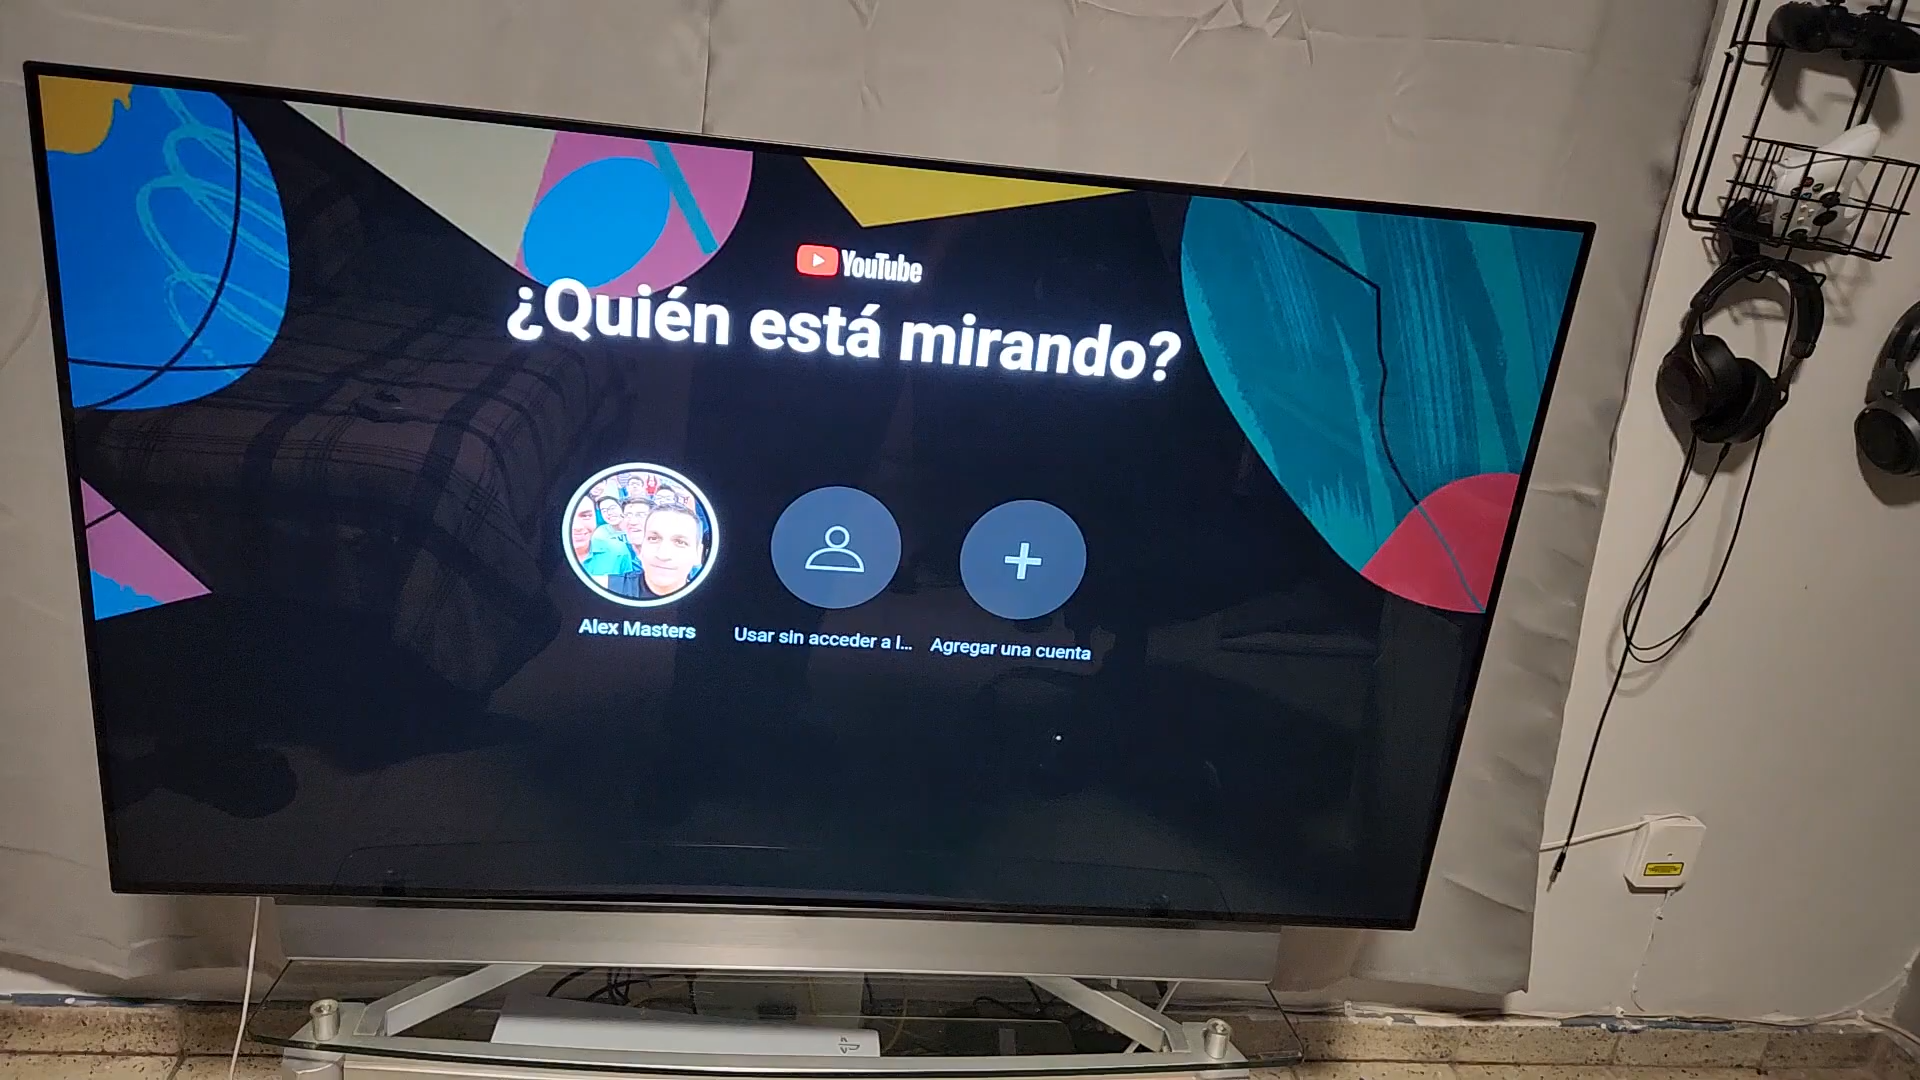 YouTube
¿Quién está mirando?
Alex Masters
Usar sin acceder a l...
Agregar una cuenta